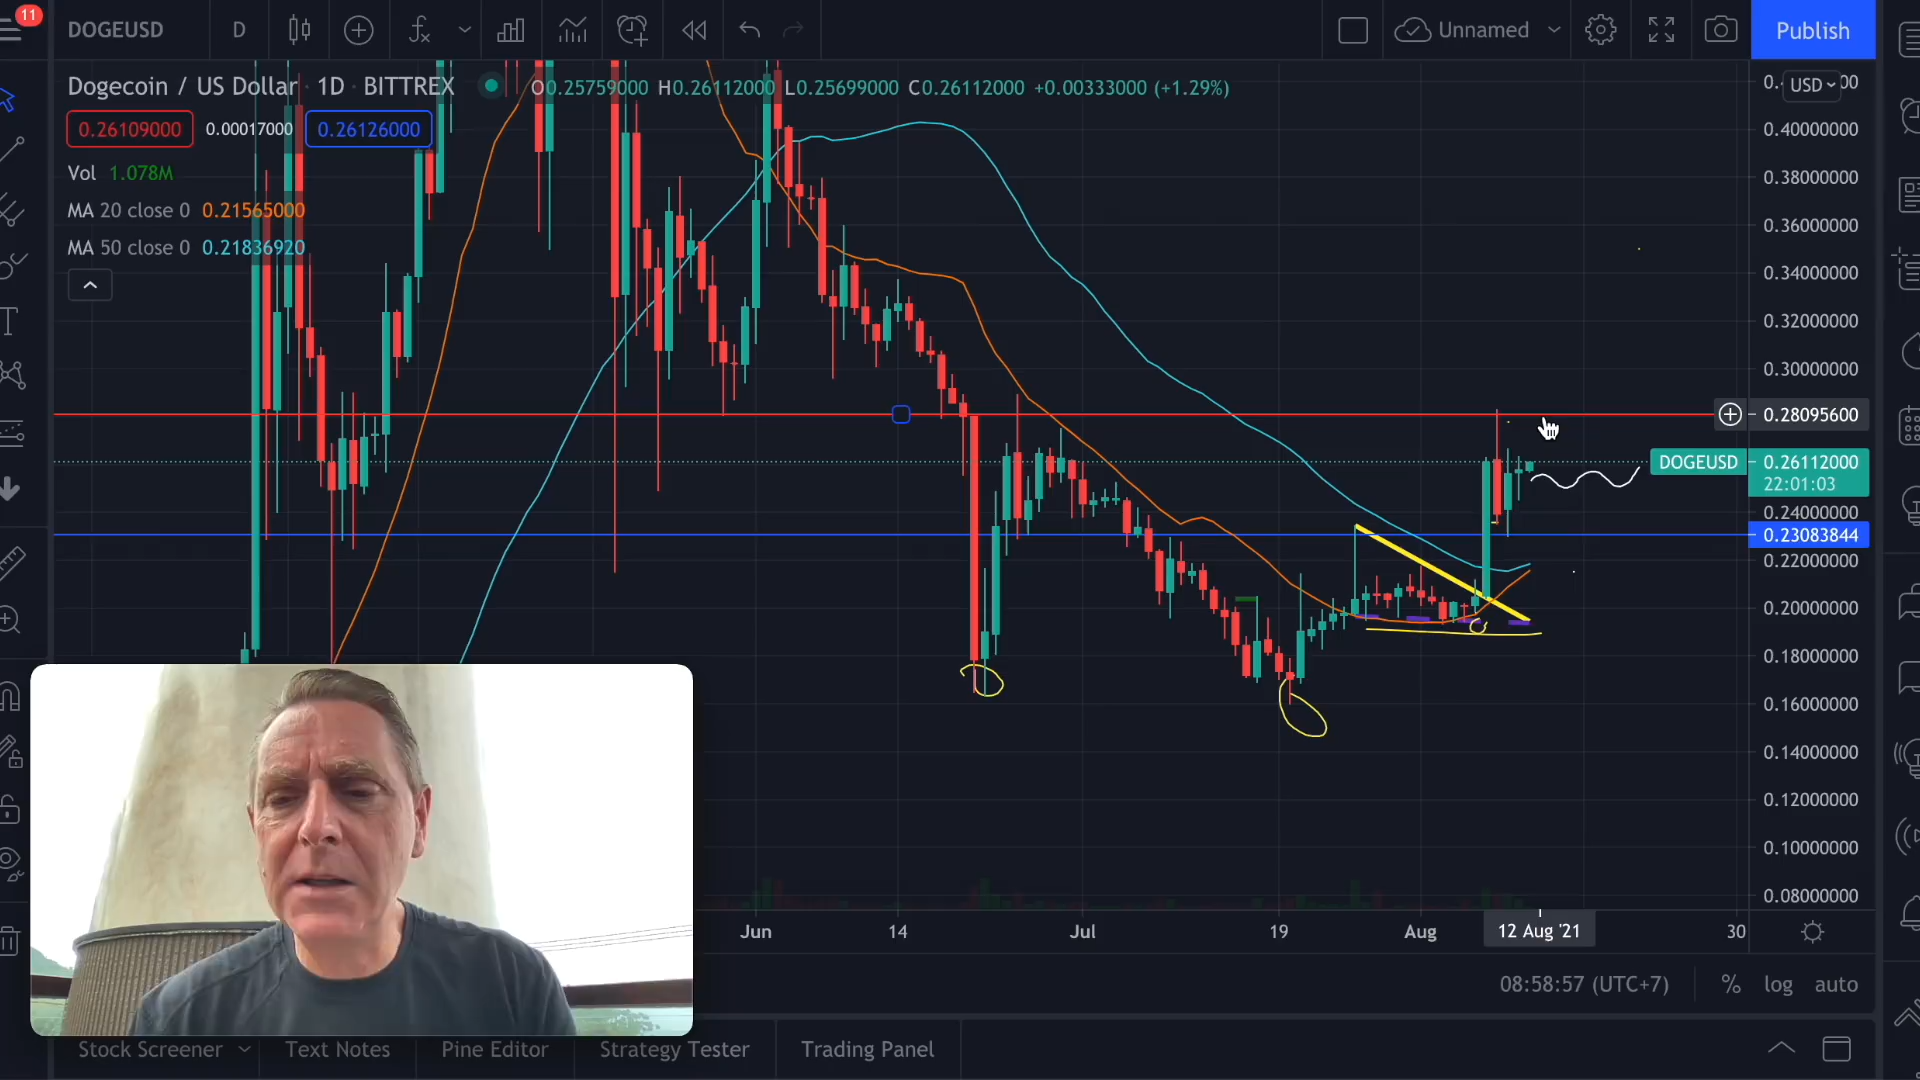 11
DOGEUSD D Unnamed Publish
Dogecoin / US Dollar · 1D · BITTREX O0.25759000 H0.26112000 L0.25699000 C0.26112000 +0.00333000 (+1.29%)
USD
0.26109000 0.00017000 0.26126000
Vol 1.078M
MA 20 close 0 0.21565000
MA 50 close 0 0.21836920
0.40000000
0.38000000
0.36000000
0.34000000
0.32000000
0.30000000
0.28095600
DOGEUSD 0.26112000
22:01:03
0.24000000
0.23083844
0.22000000
0.20000000
0.18000000
0.16000000
0.14000000
0.12000000
0.10000000
0.08000000
Jun 14 Jul 19 Aug 12 Aug '21 30
08:58:57 (UTC+7) % log auto
Stock Screener Text Notes Pine Editor Strategy Tester Trading Panel